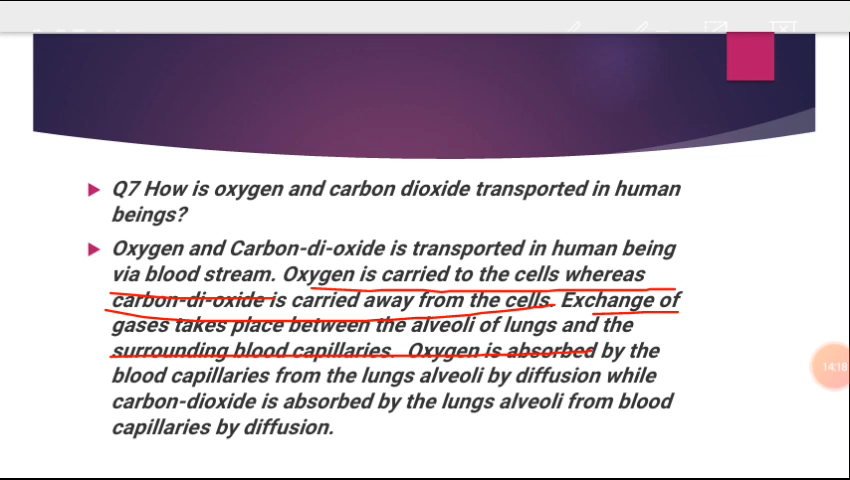 Q7 How is oxygen and carbon dioxide transported in human
beings?
Oxygen and Carbon-di-oxide is transported in human being
via blood stream. Oxygen is carried to the cells whereas
carbon-di-oxide is carried away from the cells. Exchange of
gases takes place between the alveoli of lungs and the
surrounding blood capillaries. Oxygen is absorbed by the
blood capillaries from the lungs alveoli by diffusion while
carbon-dioxide is absorbed by the lungs alveoli from blood
capillaries by diffusion.
14:18